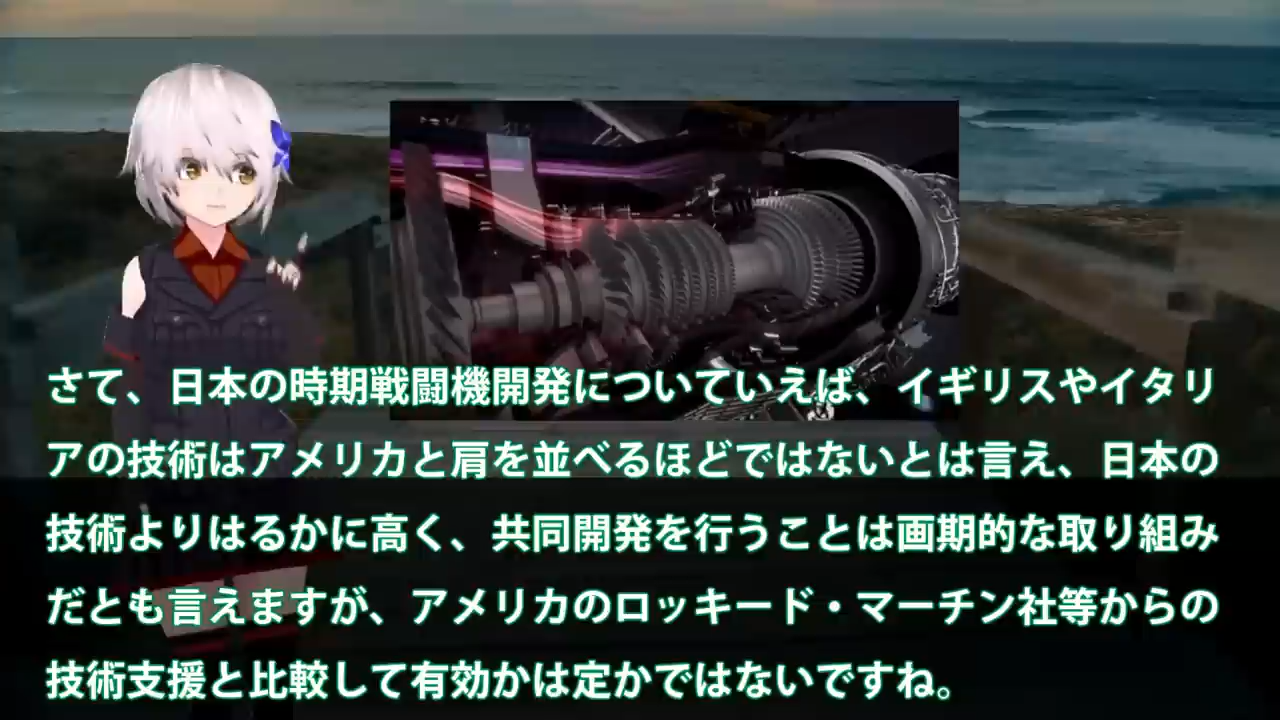 さて、日本の時期戦闘機開発についていえば、イギリスやイタリ
アの技術はアメリカと肩を並べるほどではないとは言え、日本の
技術よりはるかに高く、共同開発を行うことは画期的な取り組み
だとも言えますが、アメリカのロッキード・マーチン社等からの
技術支援と比較して有効かは定かではないですね。